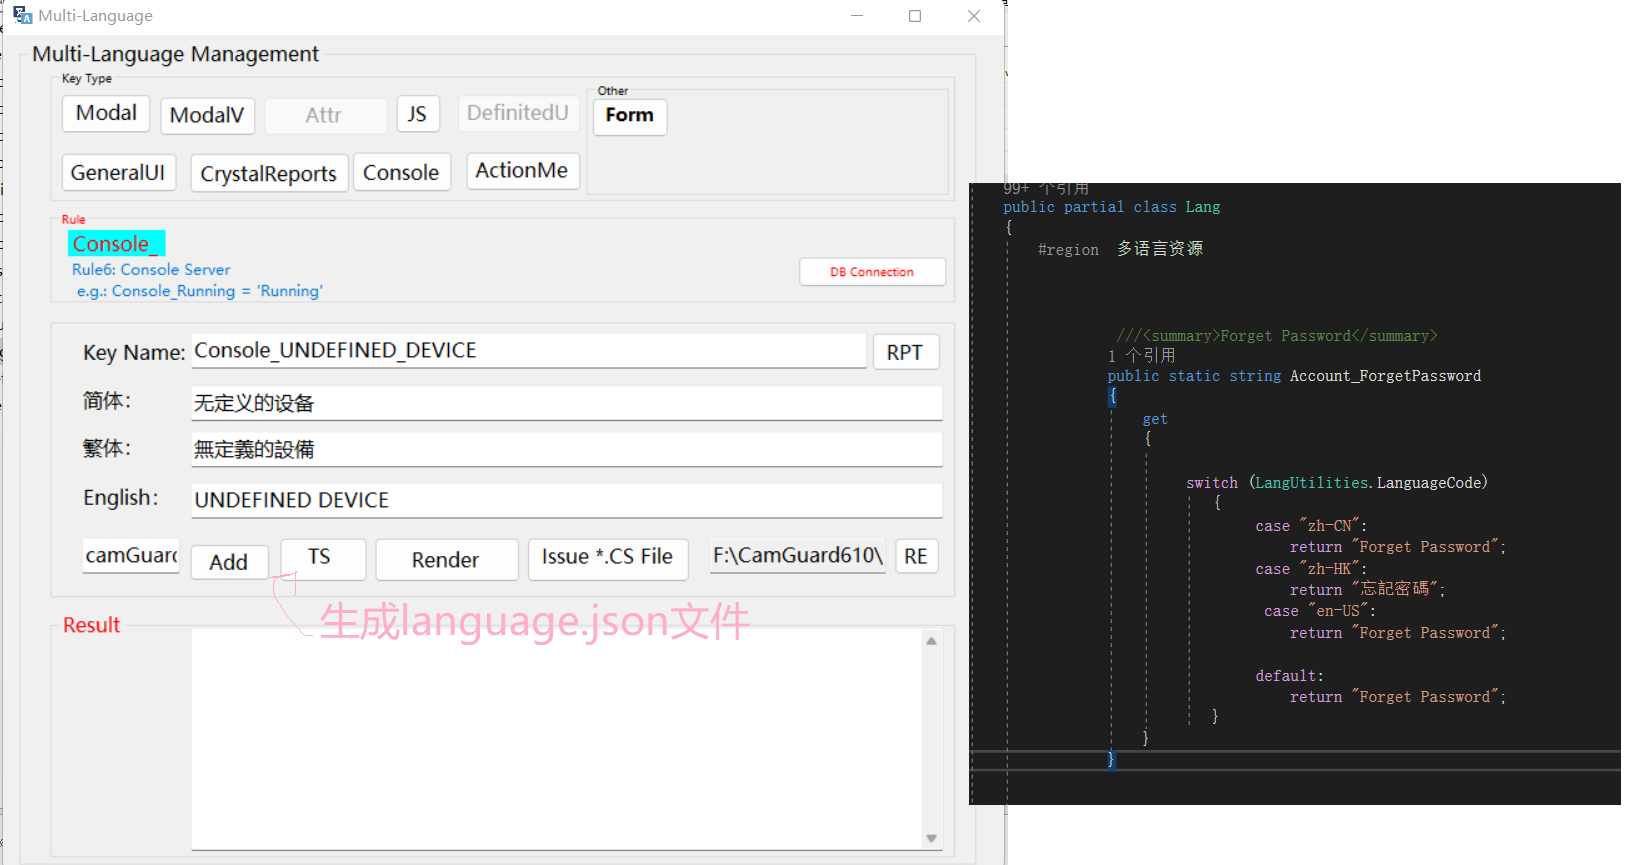 Multi-Language
Multi-Language Management
Key Type
Modal
ModalV
Attr
JS
DefinitedU
Other
Form
GeneralUI
CrystalReports
Console
ActionMe
Rule
Console_
Rule6: Console Server
e.g.: Console_Running = 'Running'
DB Connection
Key Name: Console_UNDEFINED_DEVICE
RPT
简体: 无定义的设备
繁体: 無定義的設備
English: UNDEFINED DEVICE
camGuard
Add
TS
Render
Issue *.CS File
F:\CamGuard610\
RE
生成language.json文件
Result
99+ 个引用
public partial class Lang
{
#region 多语言资源
///<summary>Forget Password</summary>
1 个引用
public static string Account_ForgetPassword
{
get
{
switch (LangUtilities.LanguageCode)
{
case "zh-CN":
return "Forget Password";
case "zh-HK":
return "忘記密碼";
case "en-US":
return "Forget Password";
default:
return "Forget Password";
}
}
}